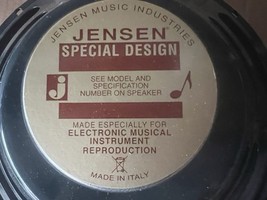 JENSEN MUSIC INDUSTRIES
JENSEN
SPECIAL DESIGN
j
SEE MODEL AND
SPECIFICATION
NUMBER ON SPEAKER
MADE ESPECIALLY FOR
ELECTRONIC MUSICAL
INSTRUMENT
REPRODUCTION
MADE IN ITALY